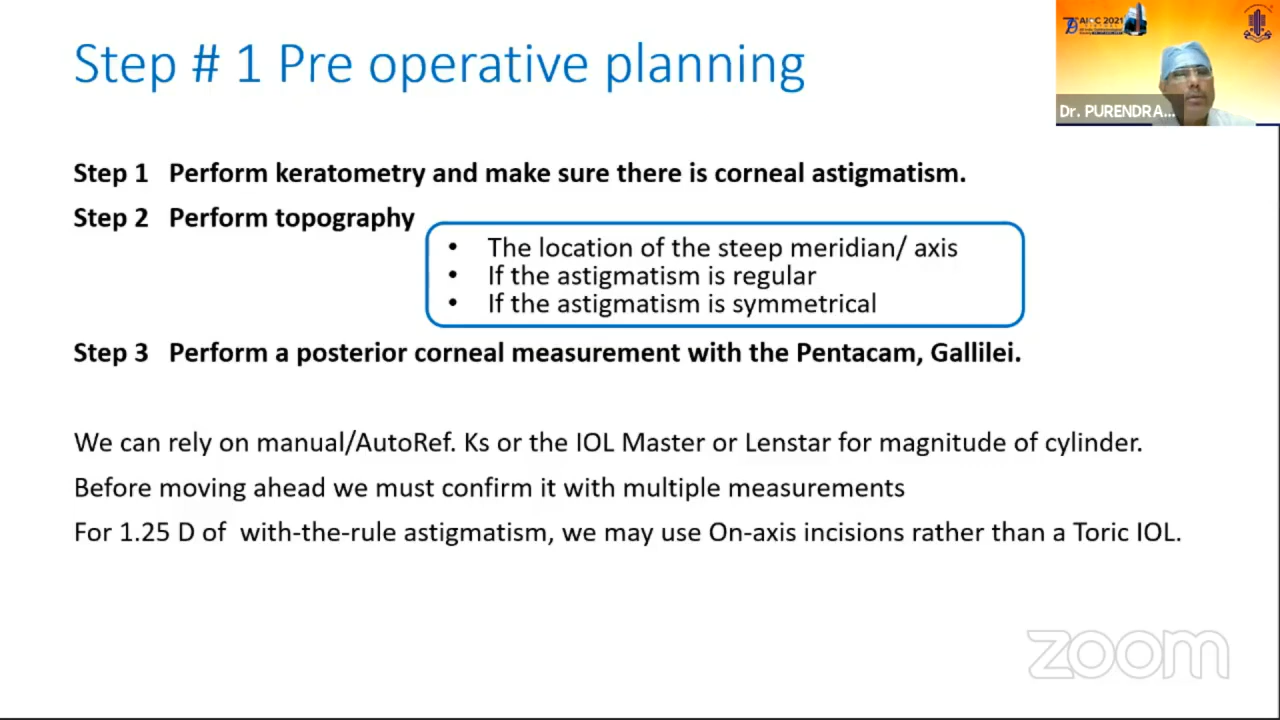 Step # 1 Pre operative planning
AIOC 2021
Dr. PURENDRA...
Step 1 Perform keratometry and make sure there is corneal astigmatism.
Step 2 Perform topography
• The location of the steep meridian/ axis
• If the astigmatism is regular
• If the astigmatism is symmetrical
Step 3 Perform a posterior corneal measurement with the Pentacam, Gallilei.
We can rely on manual/AutoRef. Ks or the IOL Master or Lenstar for magnitude of cylinder.
Before moving ahead we must confirm it with multiple measurements
For 1.25 D of with-the-rule astigmatism, we may use On-axis incisions rather than a Toric IOL.
zoom